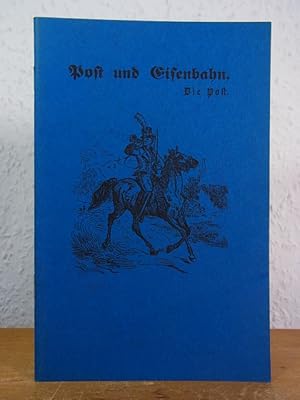 Post und Eisenbahn.
Die Post.